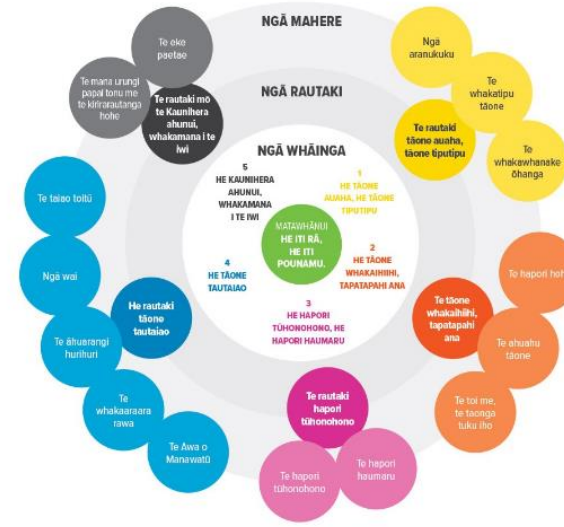 NGĀ MAHERE
NGĀ RAUTAKI
NGĀ WHĀINGA
MATAWHĀNUI
HE ITI RĀ,
HE ITI
POUNAMU.
1
HE TĀONE
AUAHA, HE TĀONE
TIPUTIPU
2
HE TĀONE
WHAKAIHIIHI,
TAPATAPAHI ANA
3
HE HAPORI
TŪHONOHONO, HE
HAPORI HAUMARU
4
HE TĀONE
TAUTAIAO
5
HE KAUNIHERA
AHUNUI,
WHAKAMANA
I TE IWI
Te rautaki
tāone auaha,
tāone tiputipu
Ngā
aranukuku
Te
whakatipu
tāone
Te
whakawhanake
ōhanga
Te tāone
whakaihiihi,
tapatapahi
ana
Te hapori hohe
Te ahuahu
tāone
Te toi me,
te taonga
tuku iho
Te rautaki
hapori
tūhonohono
Te hapori
haumaru
Te hapori
tūhonohono
He rautaki
tāone
tautaiao
Te Awa o
Manawatū
Te
whakaaraara
rawa
Te āhuarangi
hurihuri
Ngā wai
Te taiao toitū
Te rautaki mō
te Kaunihera
ahunui,
whakamana i te
iwi
Te mana urungi
papai tonu me
te kirirarautanga
hohe
Te eke
paetae